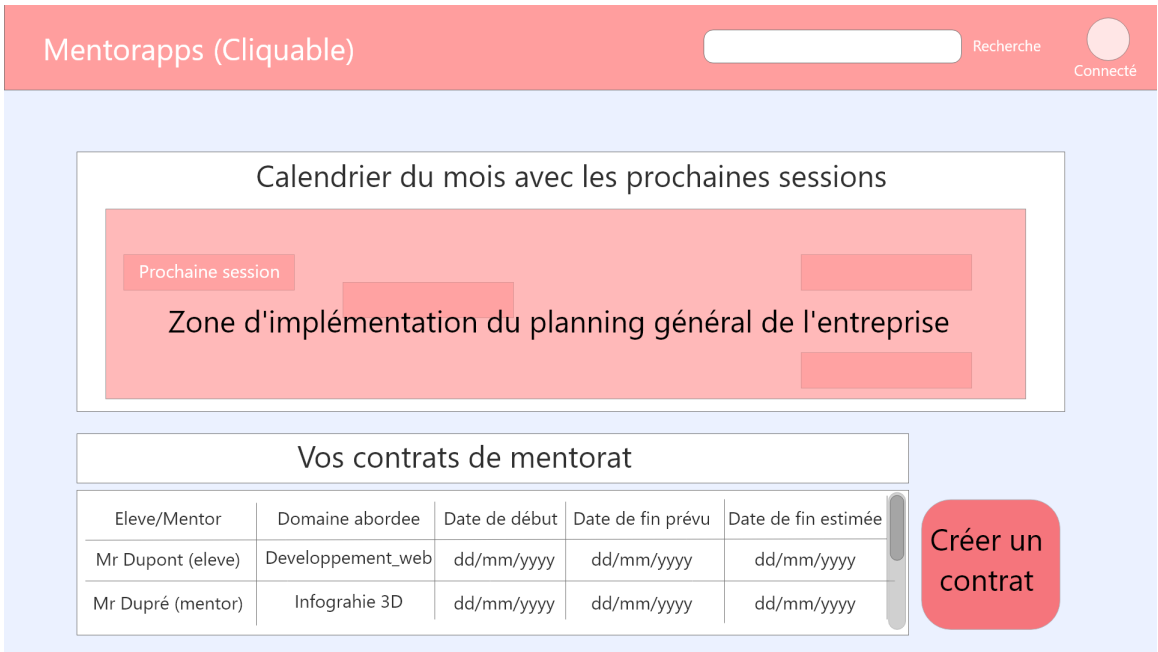 Mentorapps (Cliquable)
Recherche
Connecté
Calendrier du mois avec les prochaines sessions
Prochaine session
Zone d'implémentation du planning général de l'entreprise
Vos contrats de mentorat
Eleve/Mentor Domaine abordee Date de début Date de fin prévu Date de fin estimée
Mr Dupont (eleve) Developpement_web dd/mm/yyyy dd/mm/yyyy dd/mm/yyyy
Mr Dupré (mentor) Infograhie 3D dd/mm/yyyy dd/mm/yyyy dd/mm/yyyy
Créer un
contrat